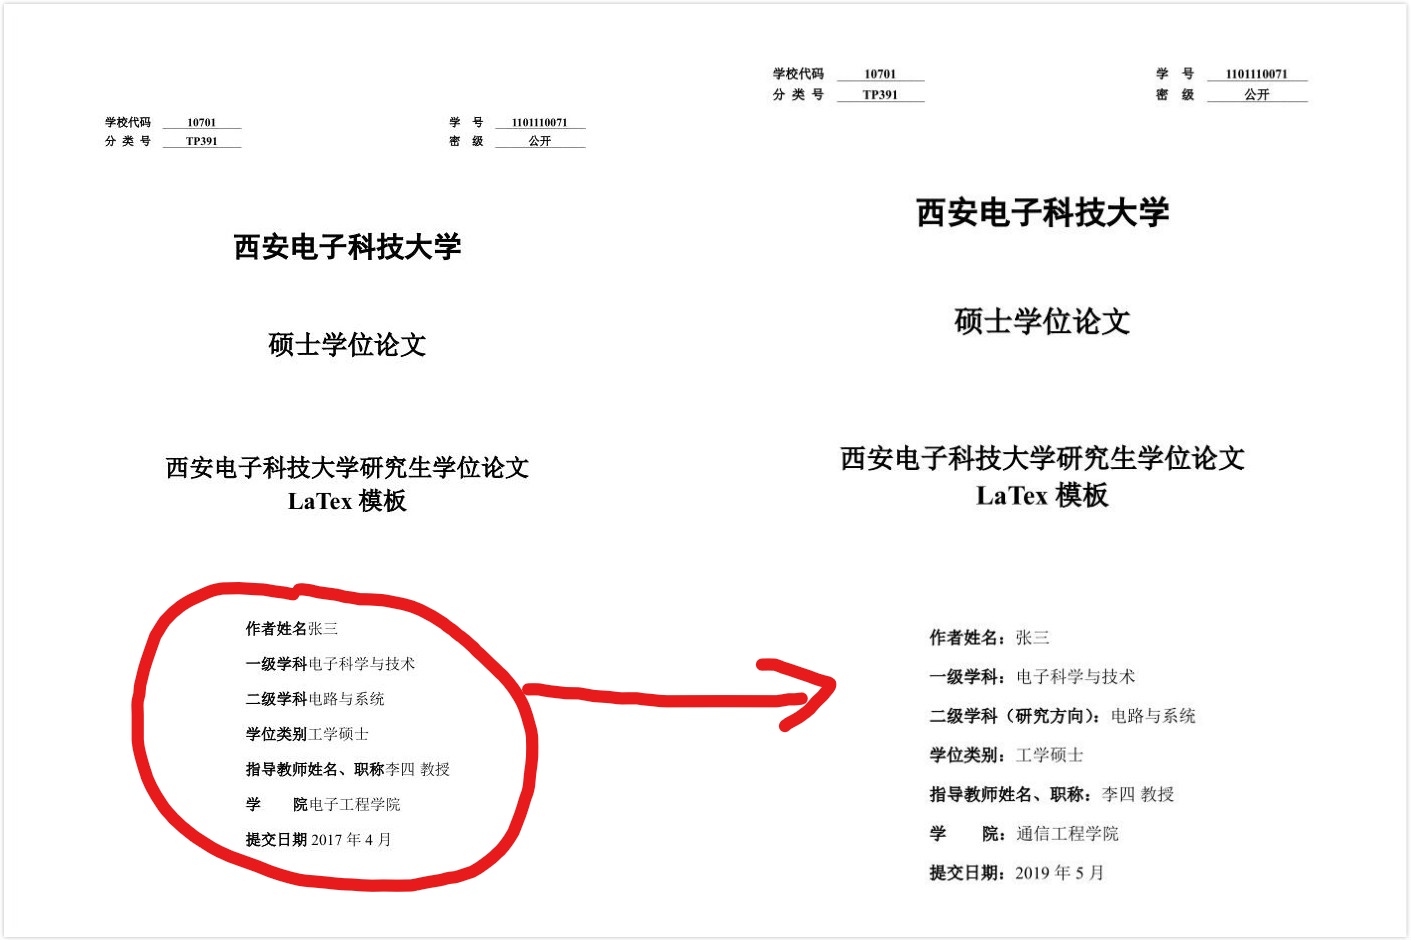 学校代码 10701 学 号 1101110071
分 类 号 TP391 密 级 公开
西安电子科技大学
硕士学位论文
西安电子科技大学研究生学位论文
LaTex 模板
作者姓名张三
一级学科电子科学与技术
二级学科电路与系统
学位类别工学硕士
指导教师姓名、职称李四 教授
学 院电子工程学院
提交日期 2017 年 4 月
学校代码 10701 学 号 1101110071
分 类 号 TP391 密 级 公开
西安电子科技大学
硕士学位论文
西安电子科技大学研究生学位论文
LaTex 模板
作者姓名：张三
一级学科：电子科学与技术
二级学科（研究方向）：电路与系统
学位类别：工学硕士
指导教师姓名、职称：李四 教授
学 院：通信工程学院
提交日期：2019 年 5 月